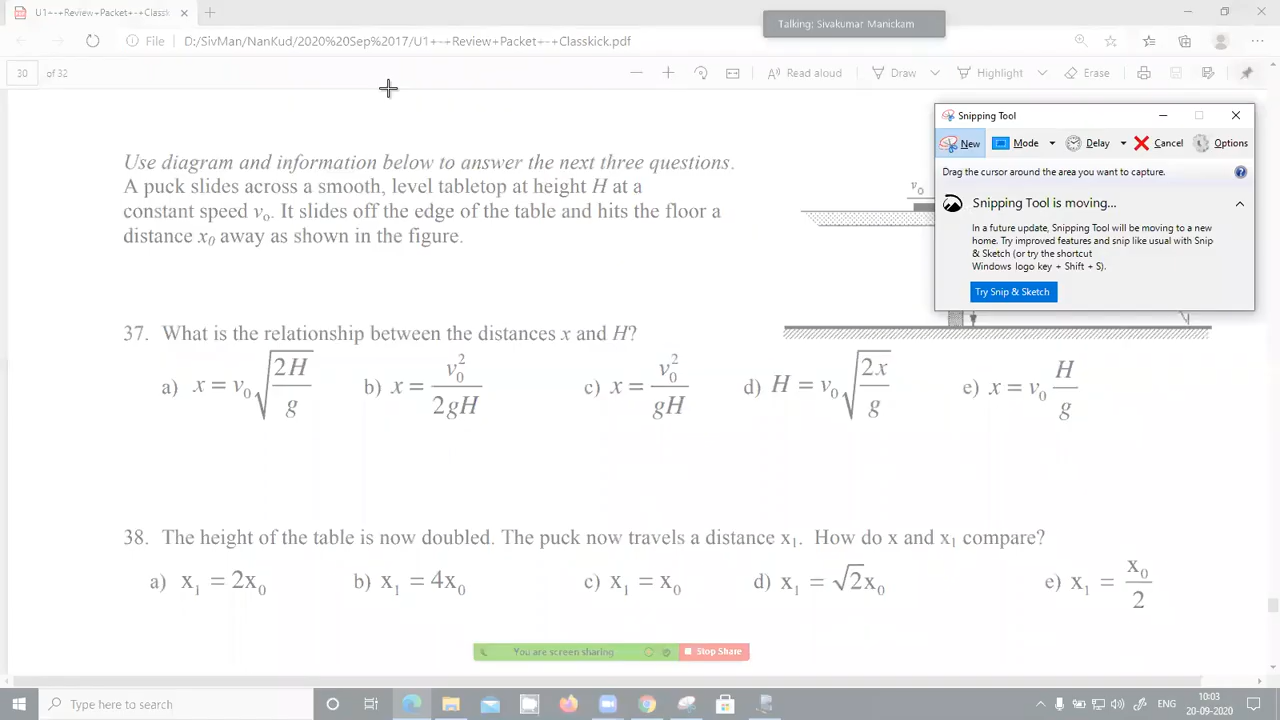 U1+-+Review+Packet+-+Classk
Talking: Sivakumar Manickam
File D:/SivMan/NanKud/2020%20Sep%2017/U1+-+Review+Packet+-+Classkick.pdf
30 of 32
Read aloud Draw Highlight Erase
Snipping Tool
New Mode Delay Cancel Options
Drag the cursor around the area you want to capture.
Snipping Tool is moving...
In a future update, Snipping Tool will be moving to a new
home. Try improved features and snip like usual with Snip
& Sketch (or try the shortcut
Windows logo key + Shift + S).
Try Snip & Sketch
Use diagram and information below to answer the next three questions.
A puck slides across a smooth, level tabletop at height H at a
constant speed v₀. It slides off the edge of the table and hits the floor a
distance x₀ away as shown in the figure.
v₀
37. What is the relationship between the distances x and H?
a) x = v₀√(2H/g) b) x = v₀²/2gH c) x = v₀²/gH d) H = v₀√(2x/g) e) x = v₀ H/g
38. The height of the table is now doubled. The puck now travels a distance x₁. How do x and x₁ compare?
a) x₁ = 2x₀ b) x₁ = 4x₀ c) x₁ = x₀ d) x₁ = √2x₀ e) x₁ = x₀/2
You are screen sharing Stop Share
Type here to search
ENG
10:03
20-09-2020